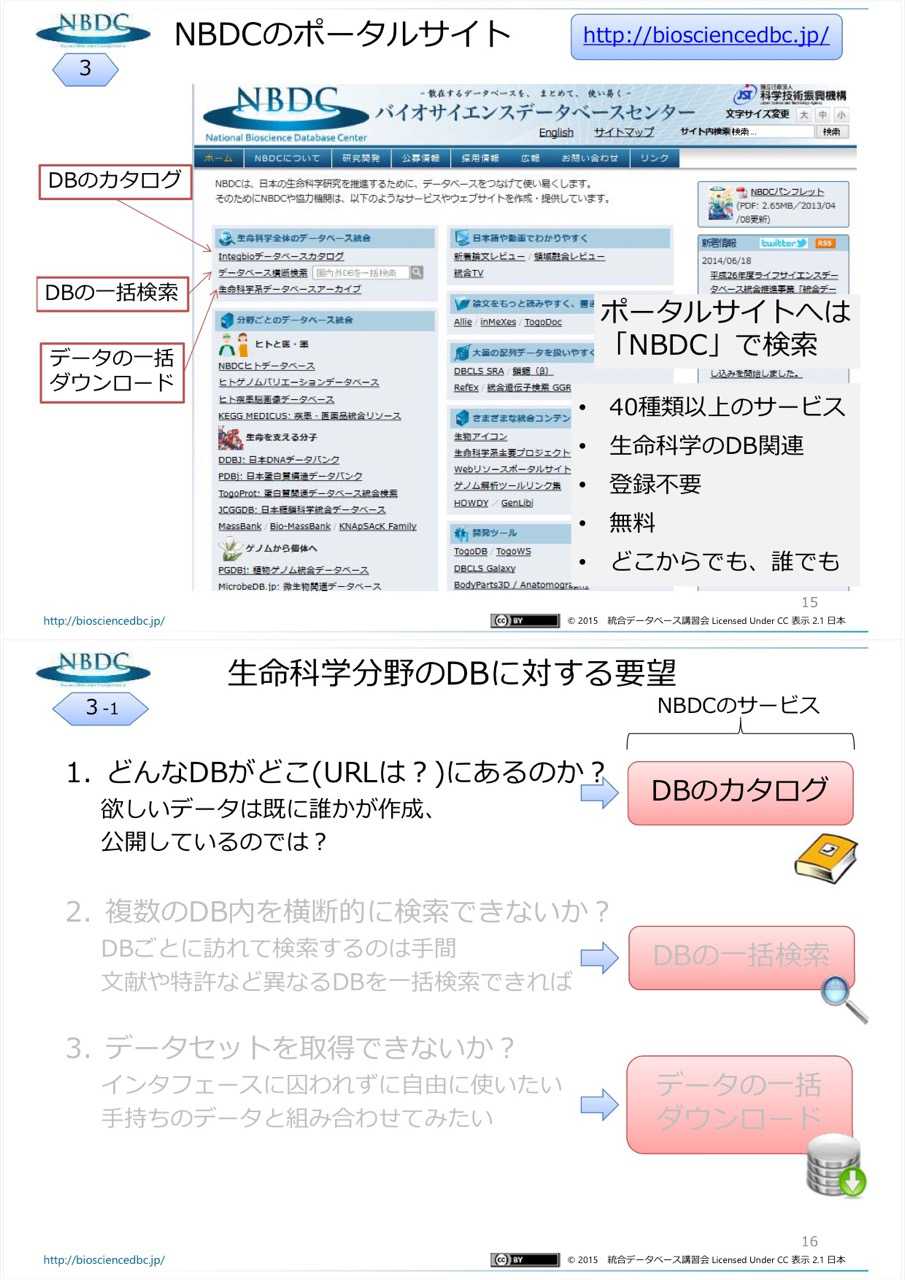 NBDC
NBDCのポータルサイト
http://biosciencedbc.jp/
3
NBDC
National Bioscience Database Center
－散在するデータベースを、まとめて、使い易く－
バイオサイエンスデータベースセンター
JST 独立行政法人
科学技術振興機構
文字サイズ変更 大 中 小
English サイトマップ サイト内検索 検索... 検索
ホーム NBDCについて 研究開発 公募情報 採用情報 広報 お問い合わせ リンク
DBのカタログ
DBの一括検索
データの一括
ダウンロード
NBDCは、日本の生命科学研究を推進するために、データベースをつなげて使い易くします。
そのためにNBDCや協力機関は、以下のようなサービスやウェブサイトを作成・提供しています。
生命科学全体のデータベース統合
Integbioデータベースカタログ
データベース横断検索 国内外DBを一括検索
生命科学系データベースアーカイブ
分野ごとのデータベース統合
ヒトと医・薬
NBDCヒトデータベース
ヒトゲノムバリエーションデータベース
ヒト疾患脳画像データベース
KEGG MEDICUS: 疾患・医薬品統合リソース
生命を支える分子
DDBJ: 日本DNAデータバンク
PDBj: 日本蛋白質構造データバンク
TogoProt: 蛋白質関連データベース統合検索
JCGGDB: 日本糖鎖科学統合データベース
MassBank / Bio-MassBank / KNApSAcK Family
ゲノムから個体へ
PGDBj: 植物ゲノム統合データベース
MicrobeDB.jp: 微生物関連データベース
日本語や動画でわかりやすく
新着論文レビュー / 領域融合レビュー
統合TV
論文をもっと読みやすく、書き
Allie / inMeXes / TogoDoc
大量の配列データを扱いやすく
DBCLS SRA / 鎖鋸（β）
RefEx / 統合遺伝子検索 GGR
さまざまな統合コンテン
生物アイコン
生命科学系主要プロジェクト
Webリソースポータルサイト
ゲノム解析ツールリンク集
HOWDY / GenLibi
開発ツール
TogoDB / TogoWS
DBCLS Galaxy
BodyParts3D / Anatomography
NBDCパンフレット
(PDF: 2.65MB／2013/04
/08更新)
新着情報 twitter RSS
2014/06/18
平成26年度ライフサイエンスデー
タベース統合推進事業「統合デー
し込みを開始しました。
ポータルサイトへは
「NBDC」で検索
• 40種類以上のサービス
• 生命科学のDB関連
• 登録不要
• 無料
• どこからでも、誰でも
15
http://biosciencedbc.jp/
cc BY © 2015 統合データベース講習会 Licensed Under CC 表示 2.1 日本
NBDC
生命科学分野のDBに対する要望
3-1
NBDCのサービス
1. どんなDBがどこ(URLは？)にあるのか？
欲しいデータは既に誰かが作成、
公開しているのでは？
DBのカタログ
2. 複数のDB内を横断的に検索できないか？
DBごとに訪れて検索するのは手間
文献や特許など異なるDBを一括検索できれば
DBの一括検索
3. データセットを取得できないか？
インタフェースに囚われずに自由に使いたい
手持ちのデータと組み合わせてみたい
データの一括
ダウンロード
16
http://biosciencedbc.jp/
cc BY © 2015 統合データベース講習会 Licensed Under CC 表示 2.1 日本